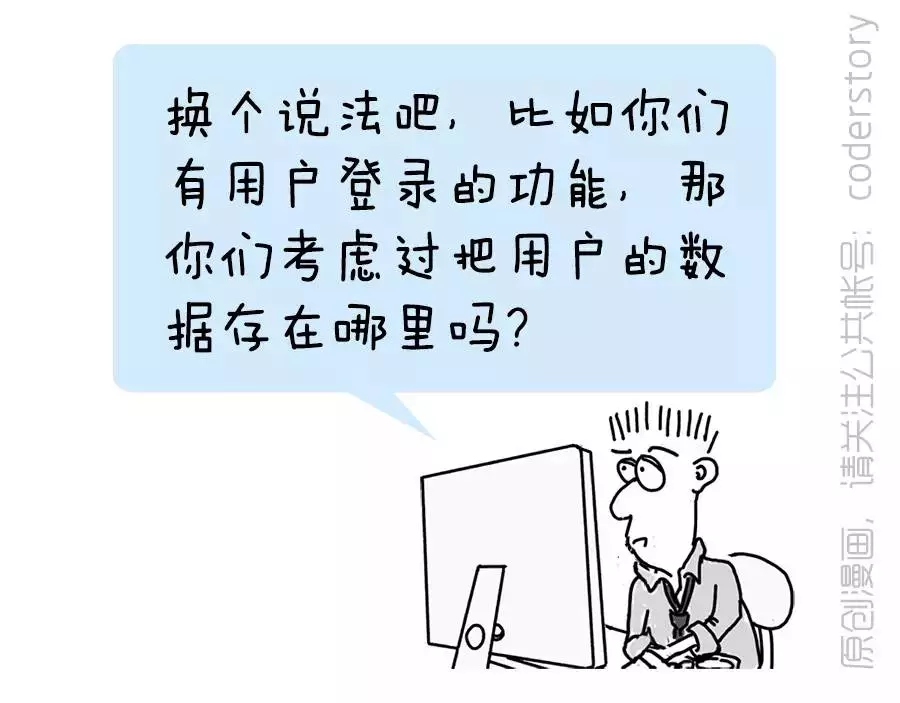 换个说法吧，比如你们
有用户登录的功能，那
你们考虑过把用户的数
据存在哪里吗？
原创漫画，请关注公共帐号：coderstory